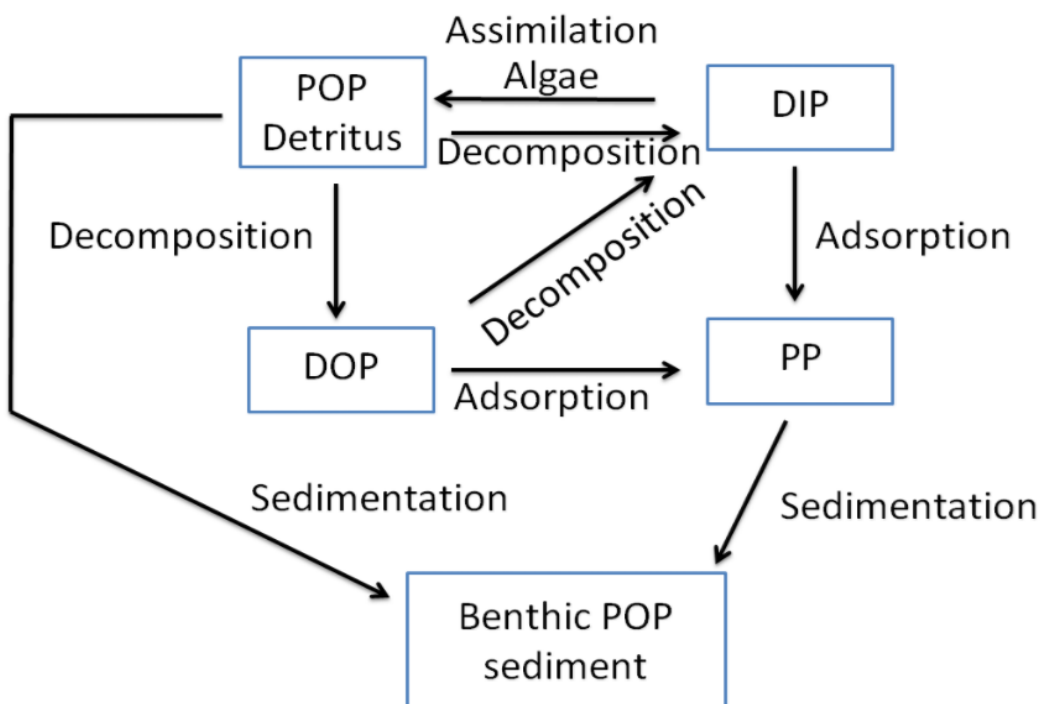 Assimilation
Algae
POP
Detritus
DIP
Decomposition
Decomposition
Adsorption
Decomposition
DOP
PP
Adsorption
Sedimentation
Sedimentation
Benthic POP
sediment